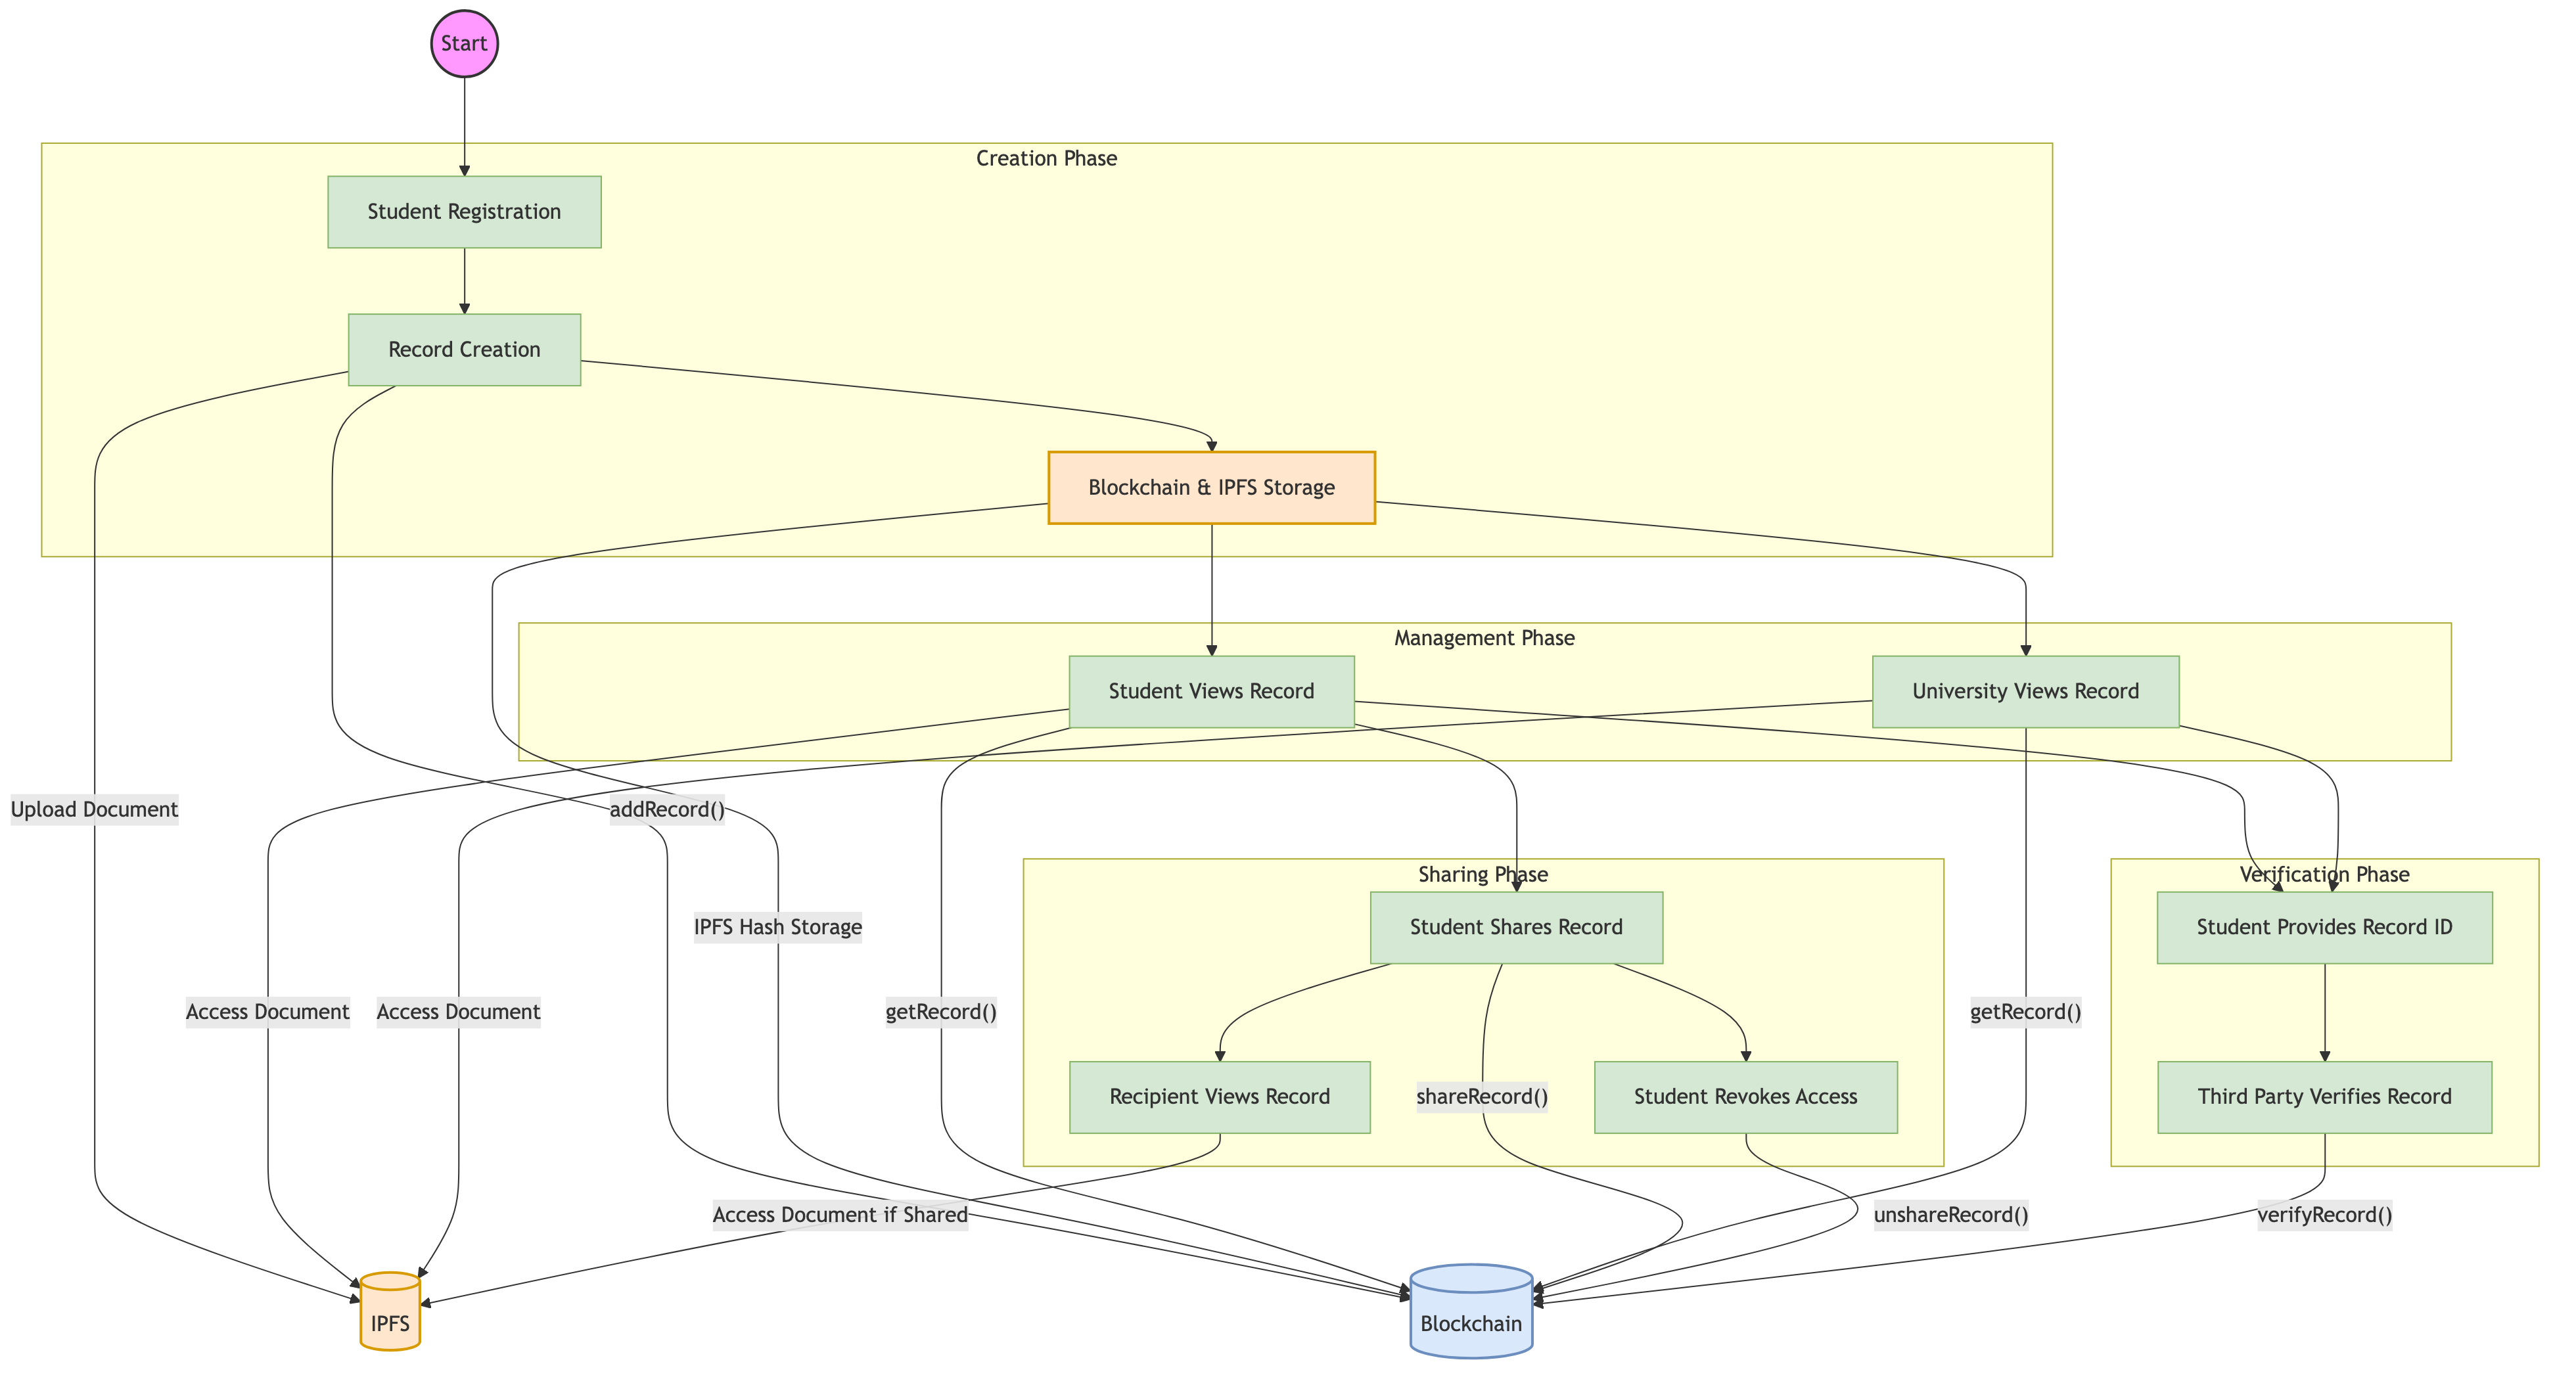 Start
Creation Phase
Student Registration
Record Creation
Blockchain & IPFS Storage
Management Phase
Student Views Record
University Views Record
Upload Document
addRecord()
Sharing Phase
Verification Phase
IPFS Hash Storage
Student Shares Record
Student Provides Record ID
Access Document
Access Document
getRecord()
getRecord()
Recipient Views Record
shareRecord()
Student Revokes Access
Third Party Verifies Record
Access Document if Shared
unshareRecord()
verifyRecord()
IPFS
Blockchain